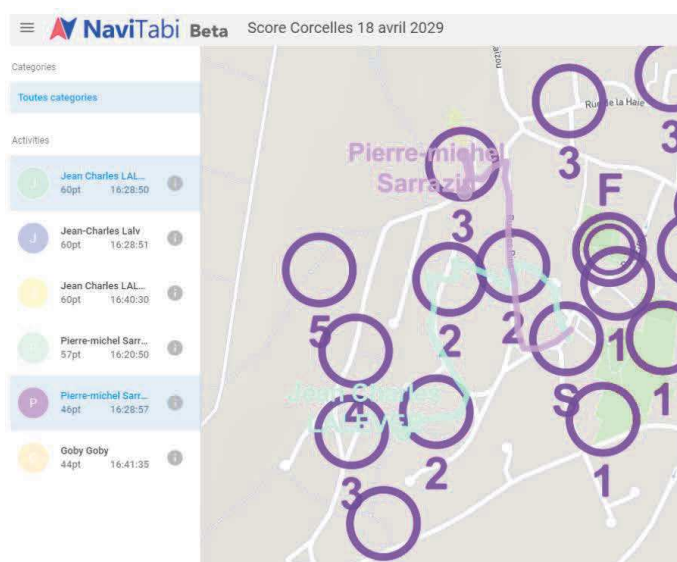 NaviTabi Beta Score Corcelles 18 avril 2029
Categories
Toutes categories
Activities
J
Jean Charles LAL...
60pt 16:28:50
J
Jean-Charles Lalv
60pt 16:28:51
Jean Charles LAL...
60pt 16:40:30
Pierre-michel Sarr...
57pt 16:20:50
P
Pierre-michel Sarr...
46pt 16:28:57
Goby Goby
44pt 16:41:35
Rue de la Haie
3
3
Pierre-michel
Sarrazin
F
3
5
2
2
1
Jean Charles
4
S
1
2
1
3